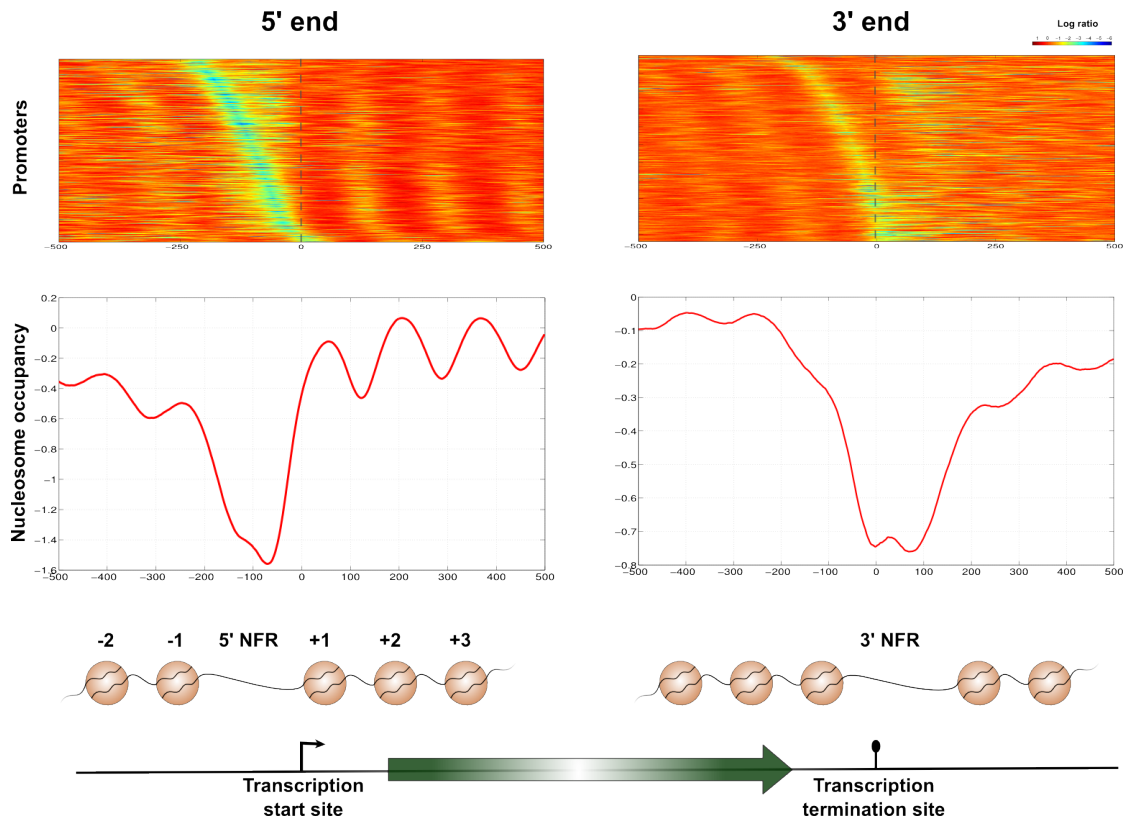 5' end
3' end
Log ratio
1 0 −1 −2 −3 −4 −5 −6
Promoters
−500 −250 0 250 500
−500 −250 0 250 500
Nucleosome occupancy
0.2
0
−0.2
−0.4
−0.6
−0.8
−1
−1.2
−1.4
−1.6
−500 −400 −300 −200 −100 0 100 200 300 400 500
0
−0.1
−0.2
−0.3
−0.4
−0.5
−0.6
−0.7
−0.8
−500 −400 −300 −200 −100 0 100 200 300 400 500
-2 -1 5' NFR +1 +2 +3
3' NFR
Transcription
start site
Transcription
termination site